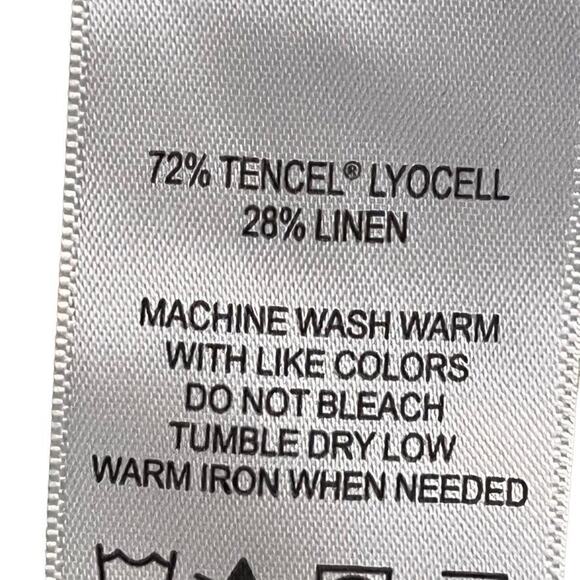 72% TENCEL® LYOCELL
28% LINEN
MACHINE WASH WARM
WITH LIKE COLORS
DO NOT BLEACH
TUMBLE DRY LOW
WARM IRON WHEN NEEDED